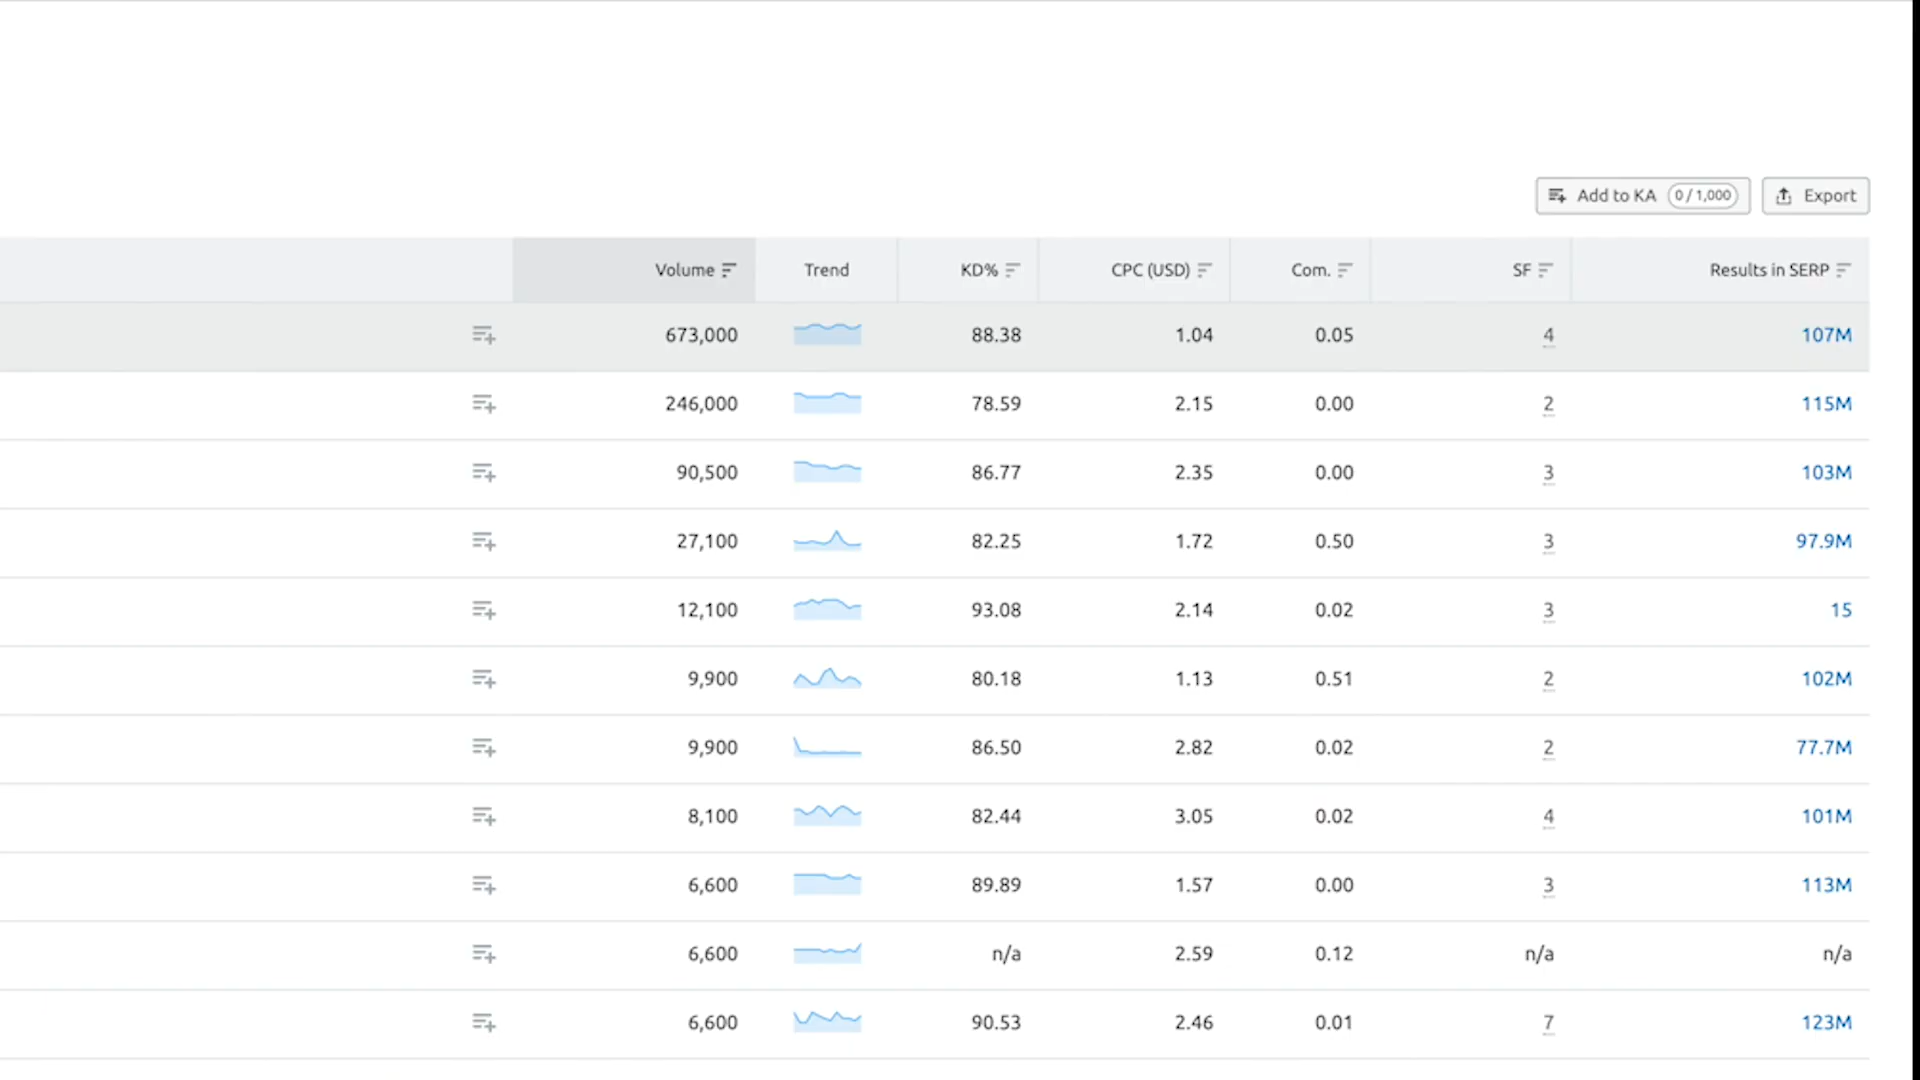 Add to KA 0 / 1,000 Export
Volume Trend KD% CPC (USD) Com. SF Results in SERP
673,000 88.38 1.04 0.05 4 107M
246,000 78.59 2.15 0.00 2 115M
90,500 86.77 2.35 0.00 3 103M
27,100 82.25 1.72 0.50 3 97.9M
12,100 93.08 2.14 0.02 3 15
9,900 80.18 1.13 0.51 2 102M
9,900 86.50 2.82 0.02 2 77.7M
8,100 82.44 3.05 0.02 4 101M
6,600 89.89 1.57 0.00 3 113M
6,600 n/a 2.59 0.12 n/a n/a
6,600 90.53 2.46 0.01 7 123M